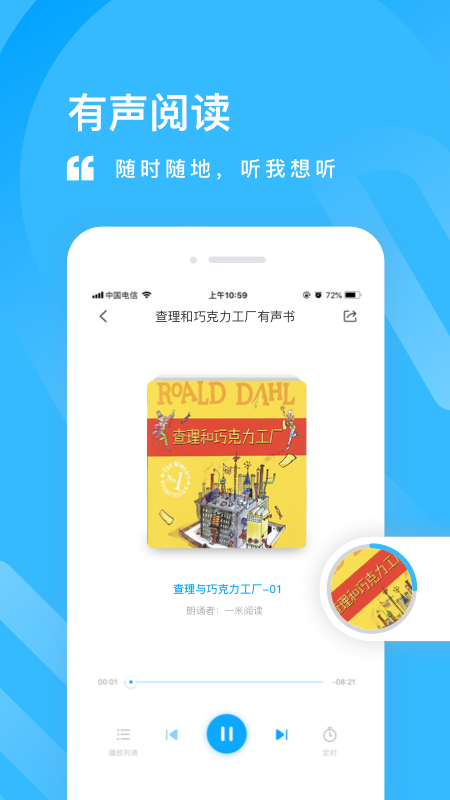 有声阅读
随时随地，听我想听
中国电信 上午10:59 72%
查理和巧克力工厂有声书
ROALD DAHL
查理和巧克力工厂
查理与巧克力工厂-01
朗诵者：一米阅读
查理和巧克力工
00:01 -08:21
播放列表 定时